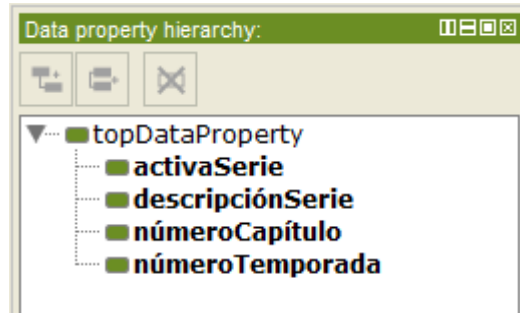 Data property hierarchy:
topDataProperty
activaSerie
descripciónSerie
númeroCapítulo
númeroTemporada